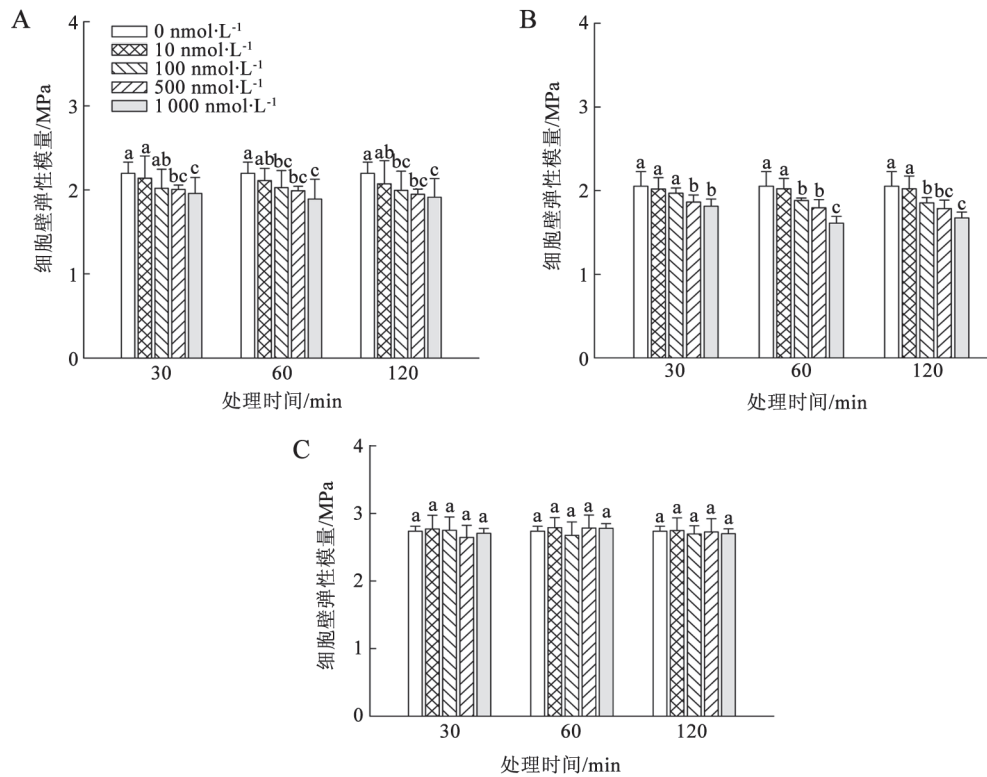 A
0 nmol·L⁻¹
10 nmol·L⁻¹
100 nmol·L⁻¹
500 nmol·L⁻¹
1 000 nmol·L⁻¹
细胞壁弹性模量/MPa
4
3
2
1
0
a a ab bc c
a ab bc bc c
a ab bc bc c
30 60 120
处理时间/min
B
细胞壁弹性模量/MPa
4
3
2
1
0
a a a b b
a a b b c
a a b bc c
30 60 120
处理时间/min
C
细胞壁弹性模量/MPa
4
3
2
1
0
a a a a a
a a a a a
a a a a a
30 60 120
处理时间/min